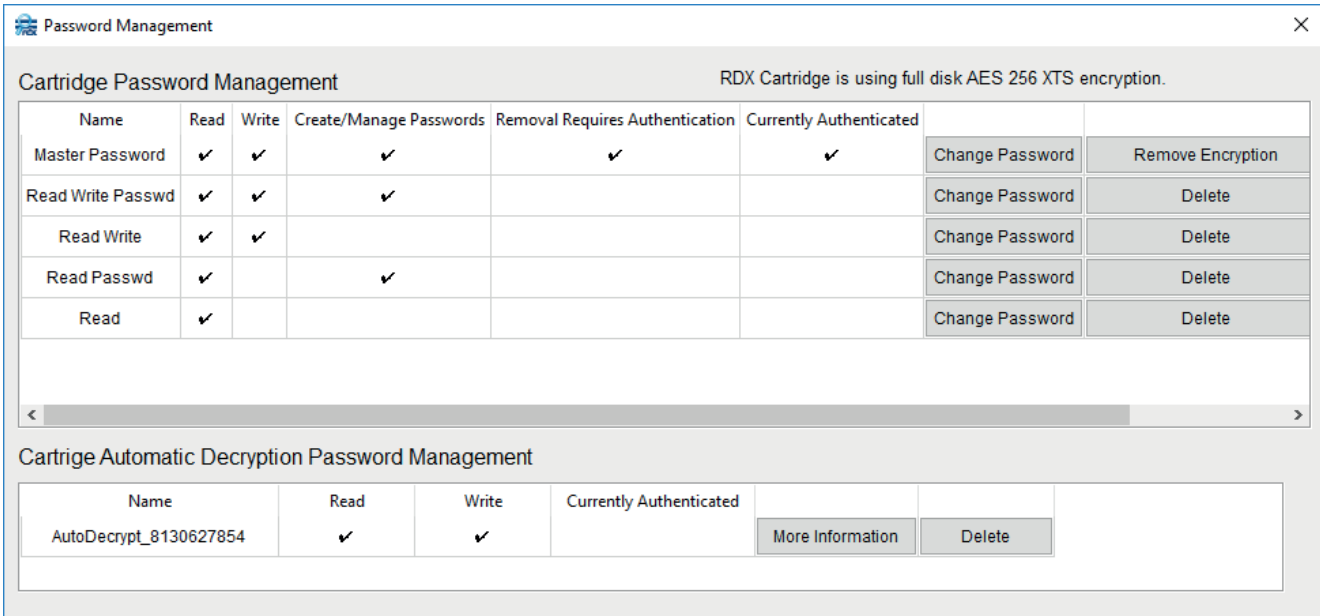 Password Management
Cartridge Password Management
RDX Cartridge is using full disk AES 256 XTS encryption.
Name Read Write Create/Manage Passwords Removal Requires Authentication Currently Authenticated
Master Password ✔ ✔ ✔ ✔ ✔ Change Password Remove Encryption
Read Write Passwd ✔ ✔ ✔ Change Password Delete
Read Write ✔ ✔ Change Password Delete
Read Passwd ✔ ✔ Change Password Delete
Read ✔ Change Password Delete
Cartrige Automatic Decryption Password Management
Name Read Write Currently Authenticated
AutoDecrypt_8130627854 ✔ ✔ More Information Delete